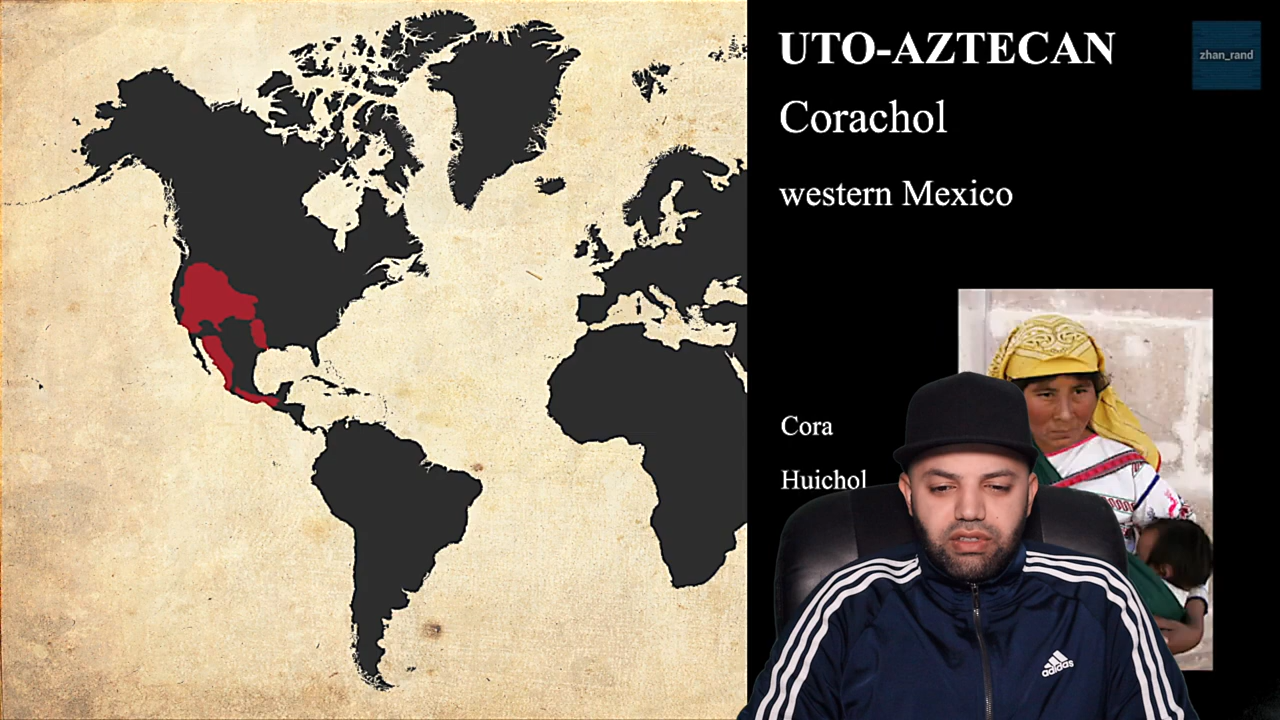 UTO-AZTECAN
zhan_rand
Corachol
western Mexico
Cora
Huichol
adidas